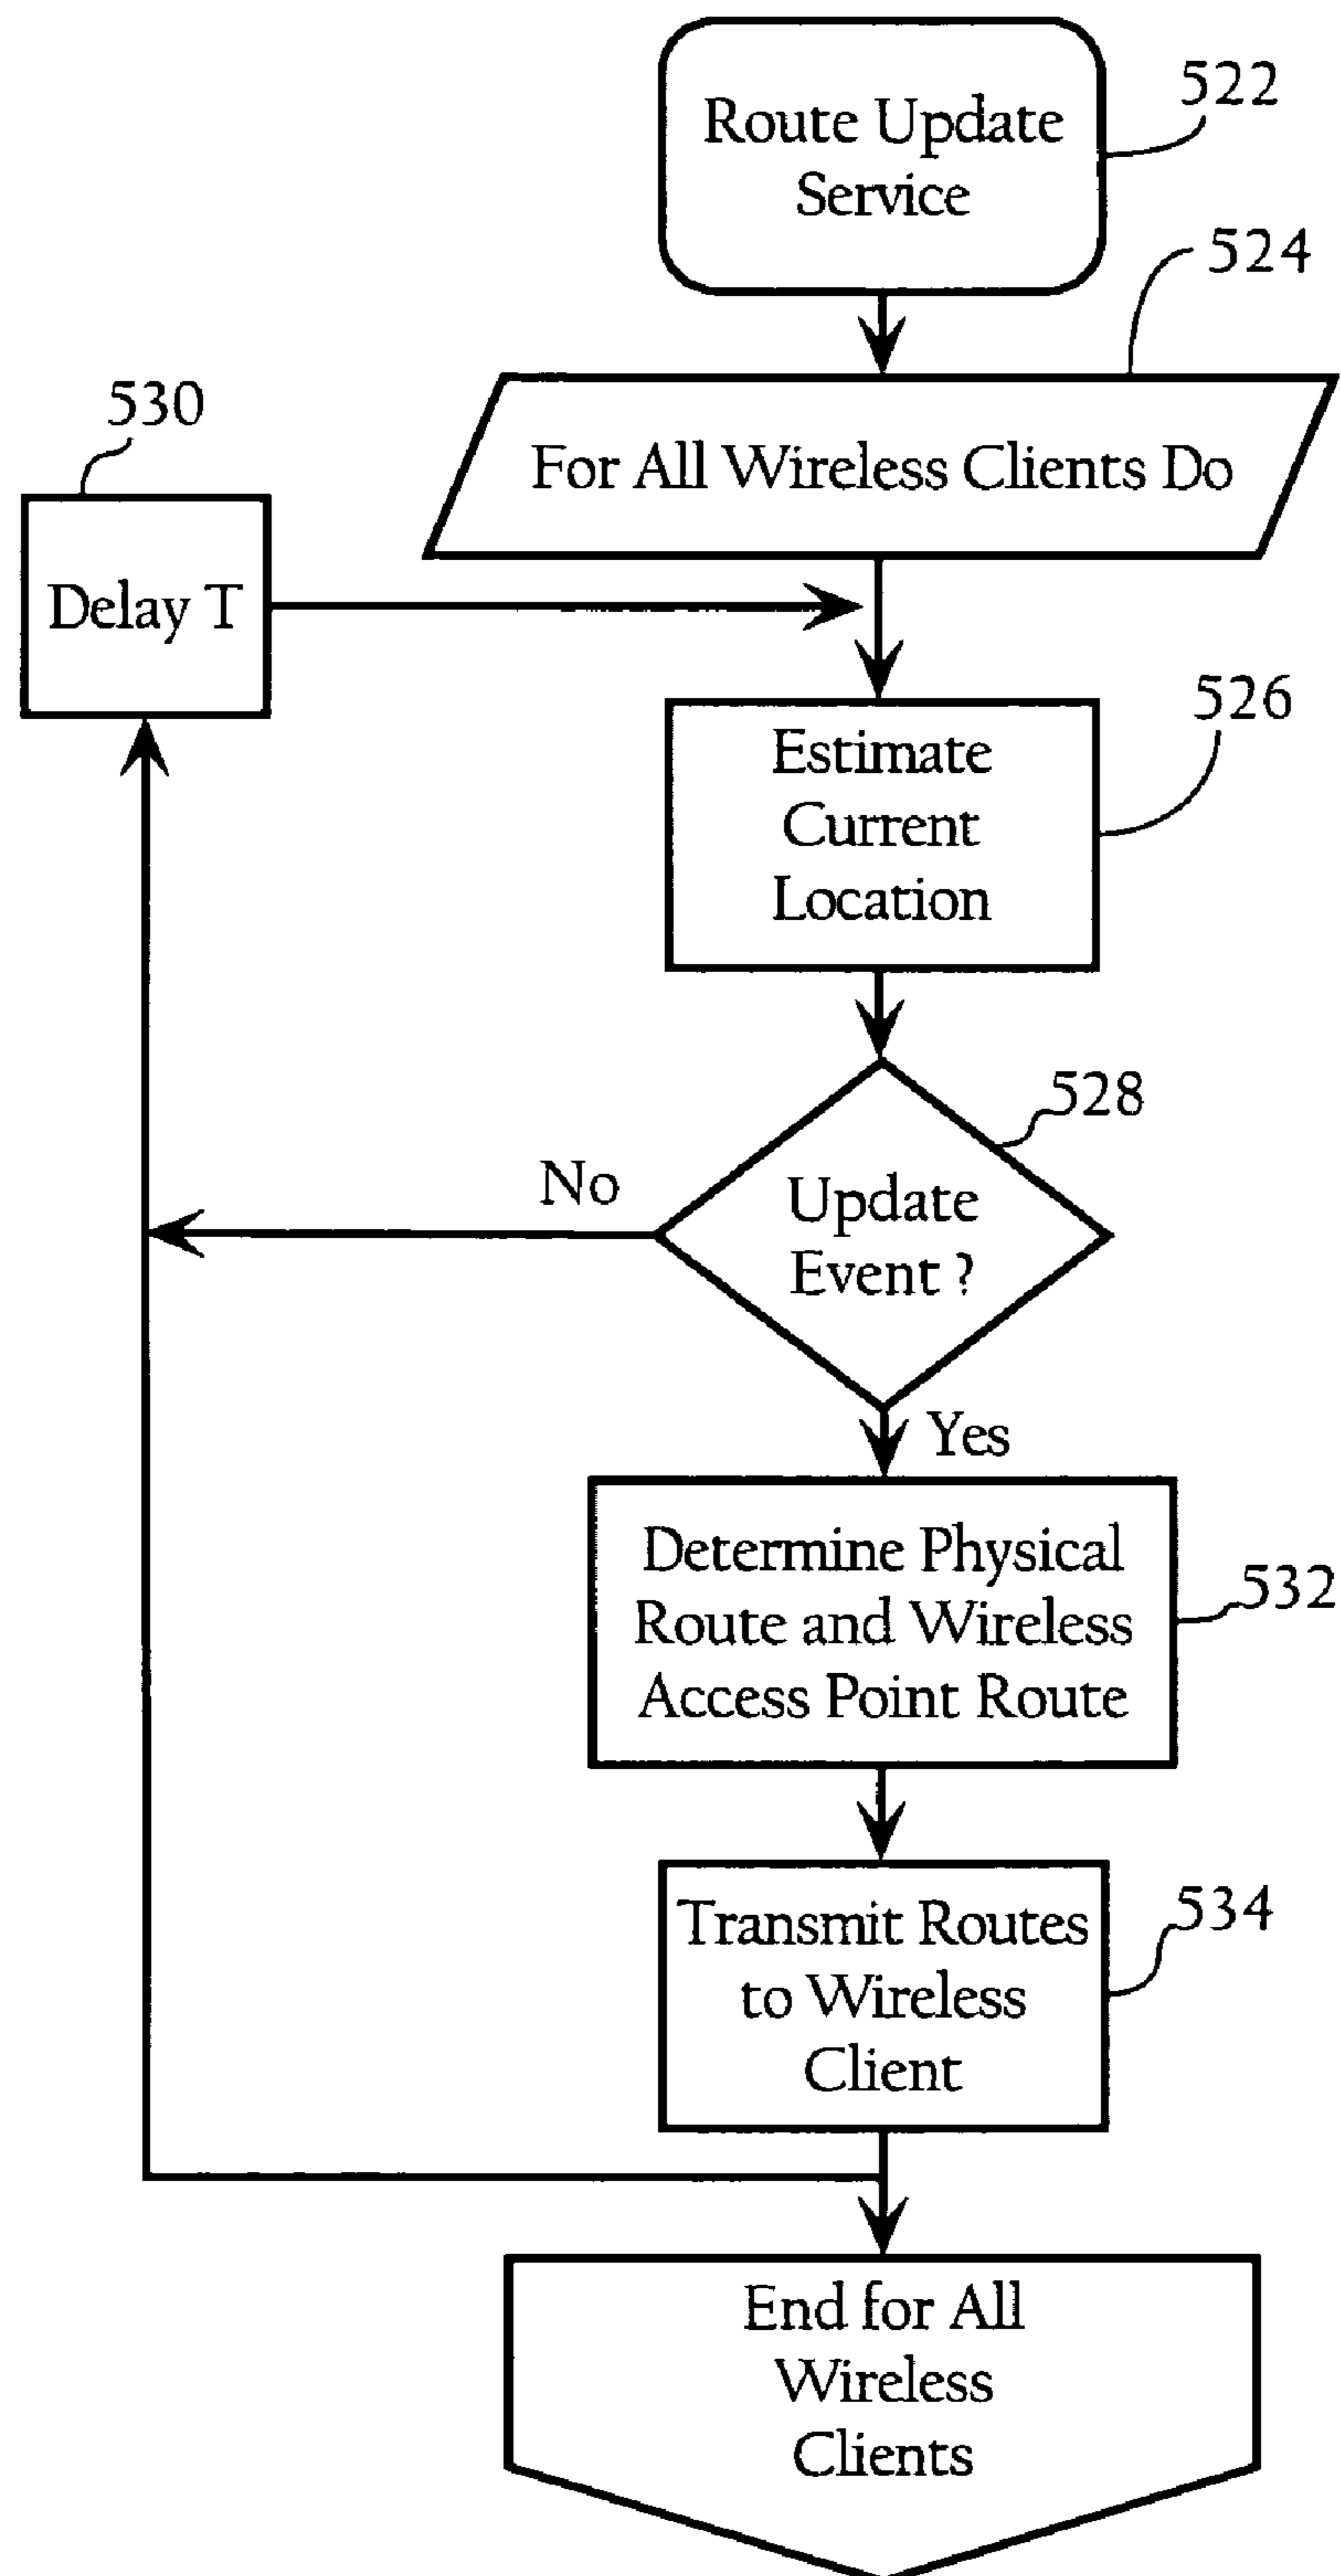 Route Update
Service
522
524
For All Wireless Clients Do
530
Delay T
Estimate
Current
Location
526
528
No
Update
Event ?
Yes
Determine Physical
Route and Wireless
Access Point Route
532
Transmit Routes
to Wireless
Client
534
End for All
Wireless
Clients